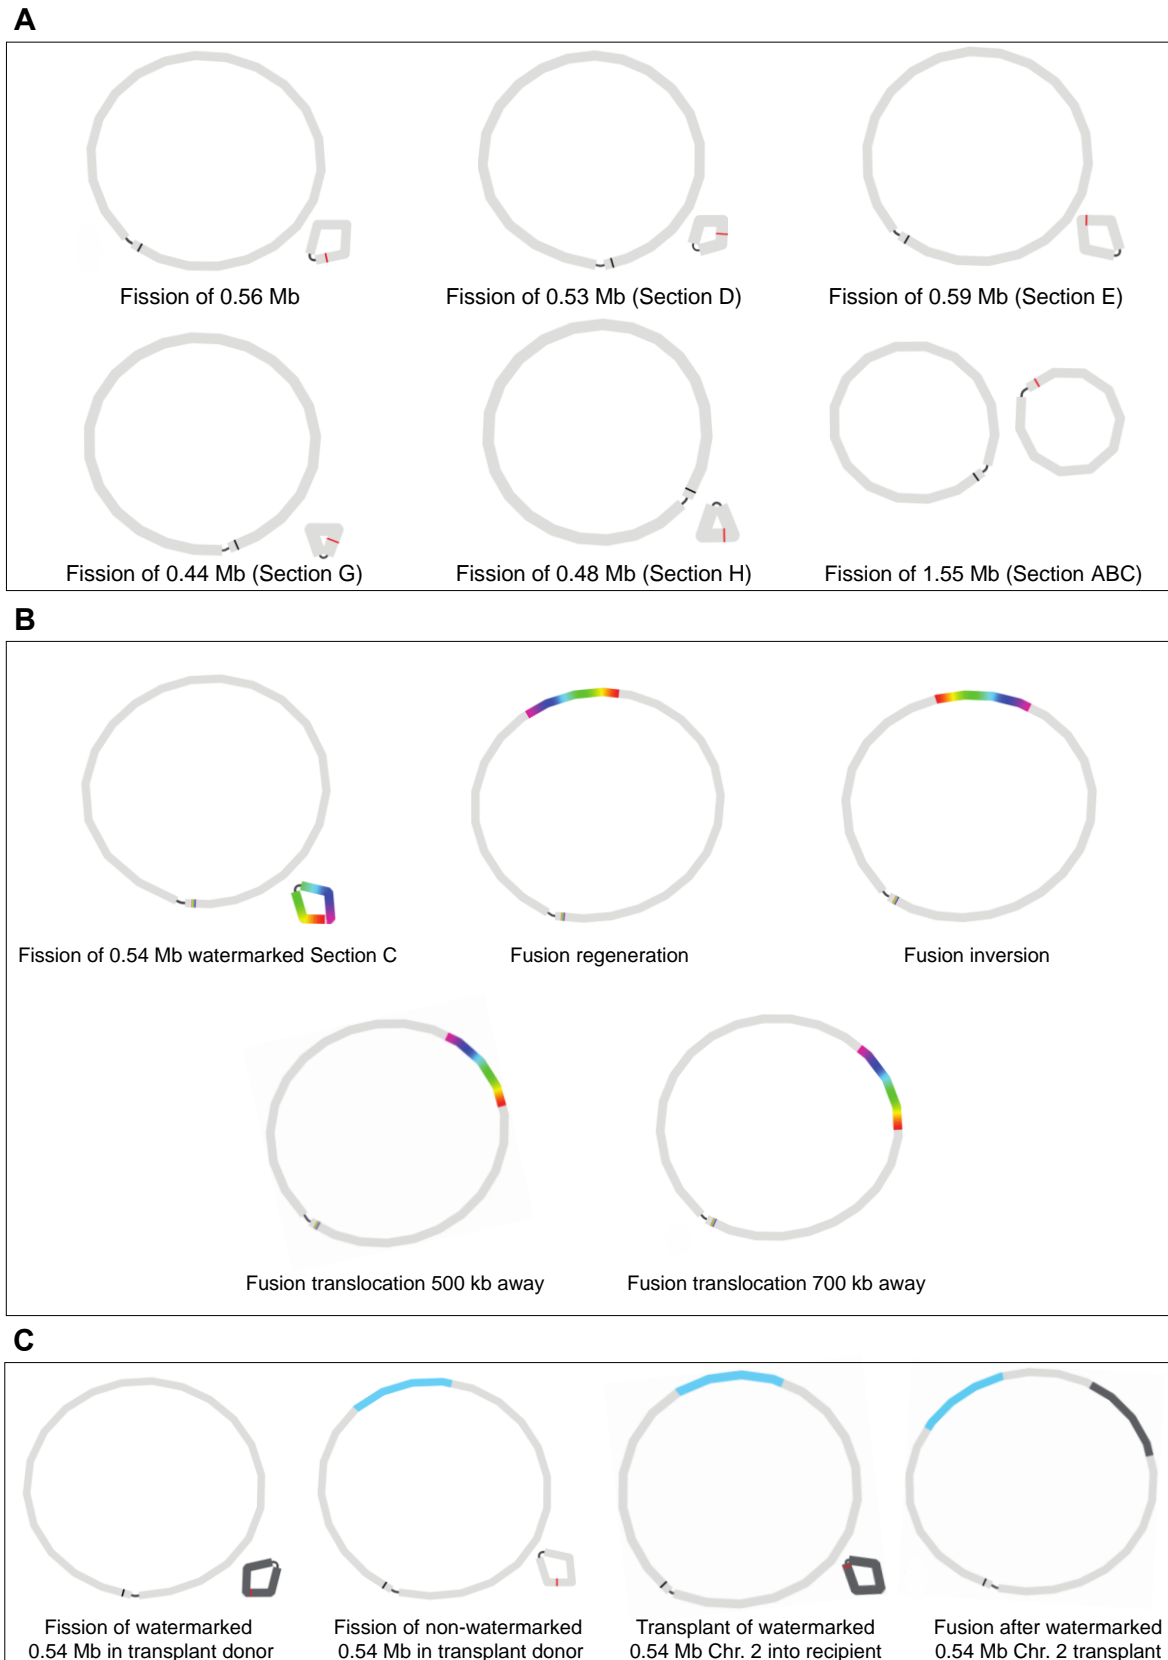 A
Fission of 0.56 Mb
Fission of 0.53 Mb (Section D)
Fission of 0.59 Mb (Section E)
Fission of 0.44 Mb (Section G)
Fission of 0.48 Mb (Section H)
Fission of 1.55 Mb (Section ABC)
B
Fission of 0.54 Mb watermarked Section C
Fusion regeneration
Fusion inversion
Fusion translocation 500 kb away
Fusion translocation 700 kb away
C
Fission of watermarked
0.54 Mb in transplant donor
Fission of non-watermarked
0.54 Mb in transplant donor
Transplant of watermarked
0.54 Mb Chr. 2 into recipient
Fusion after watermarked
0.54 Mb Chr. 2 transplant